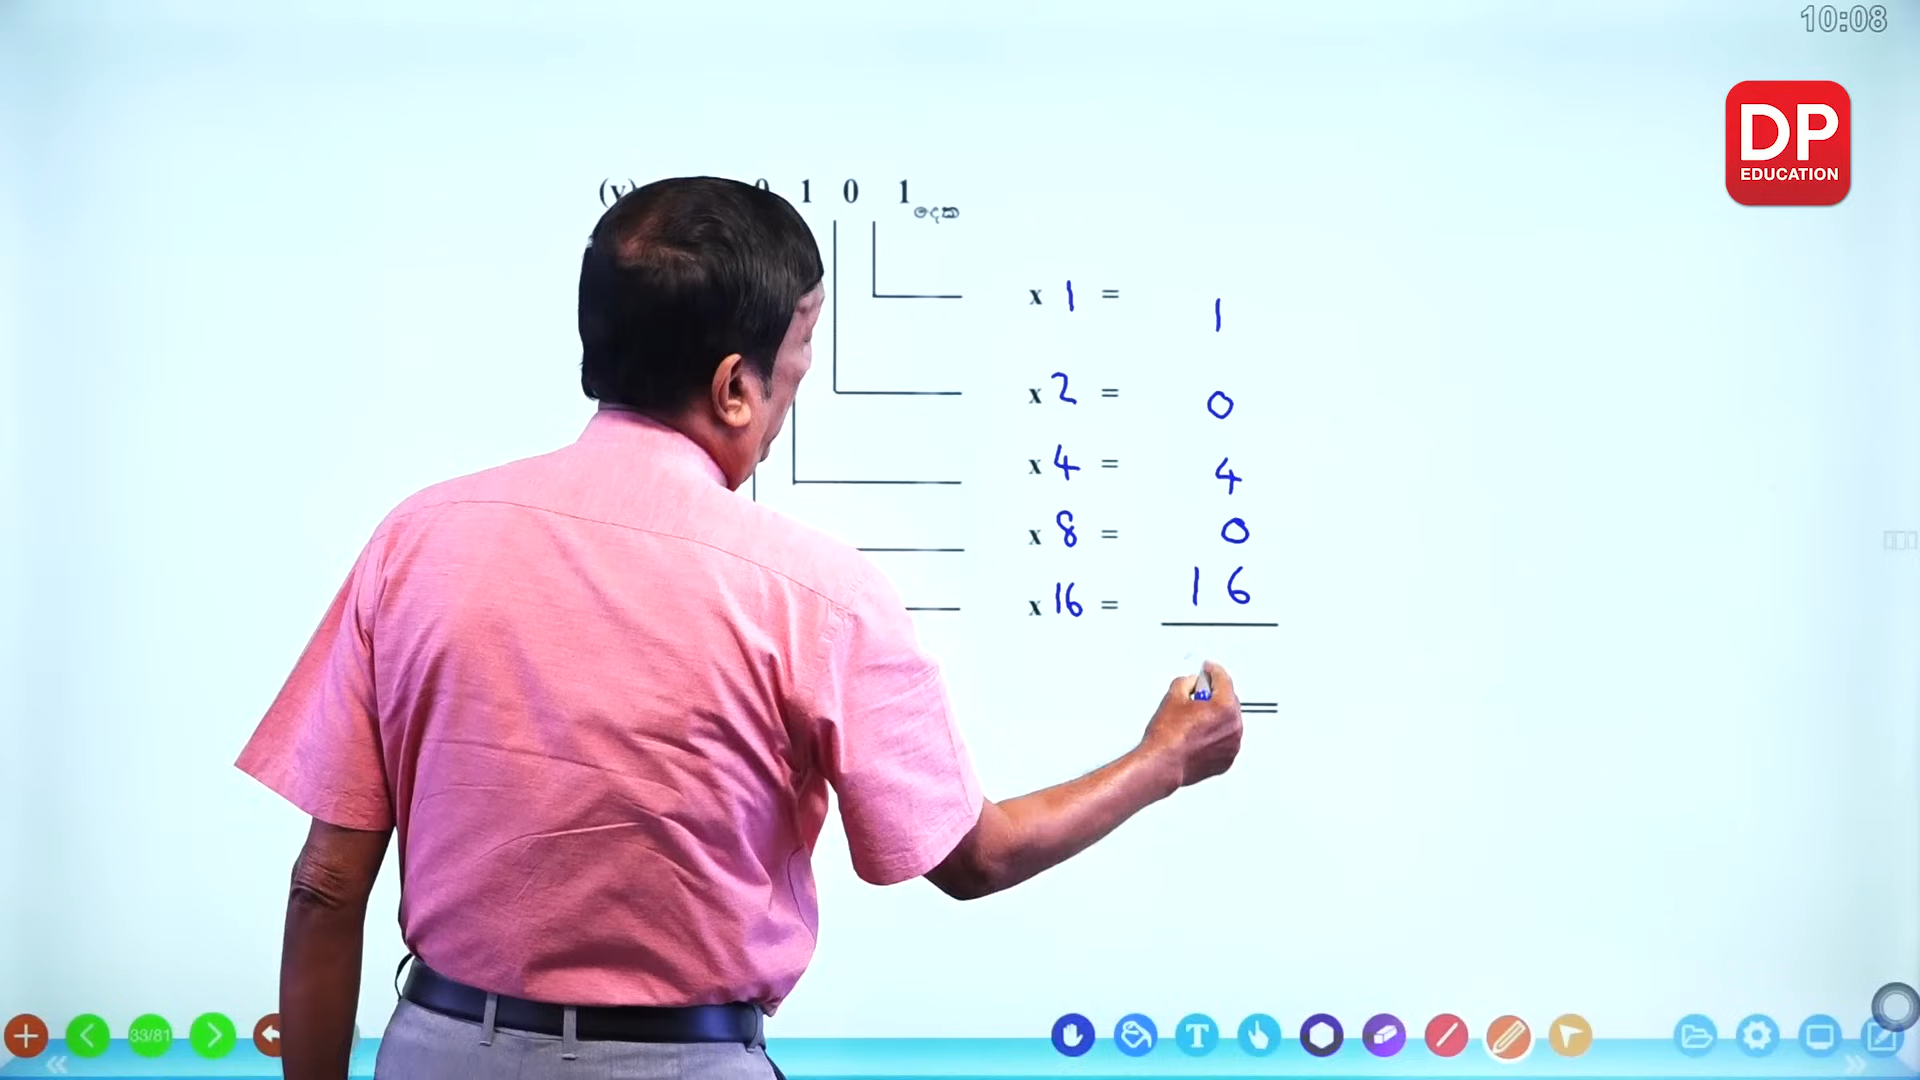 10:08
DP
EDUCATION
(v) 0 1 0 1 දෙක
x 1 = 1
x 2 = 0
x 4 = 4
x 8 = 0
x 16 = 16
33/81
T